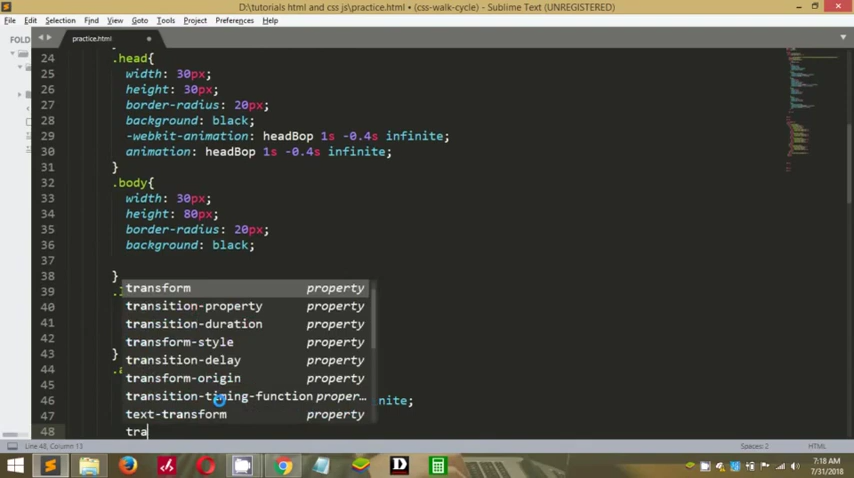 D:\tutorials html and css js\practice.html • (css-walk-cycle) - Sublime Text (UNREGISTERED)
File Edit Selection Find View Goto Tools Project Preferences Help
FOLD
practice.html
24 .head{
25 width: 30px;
26 height: 30px;
27 border-radius: 20px;
28 background: black;
29 -webkit-animation: headBop 1s -0.4s infinite;
30 animation: headBop 1s -0.4s infinite;
31 }
32 .body{
33 width: 30px;
34 height: 80px;
35 border-radius: 20px;
36 background: black;
37
38 }
transform property
39
transition-property property
40
transition-duration property
41
transform-style property
42
transition-delay property
43 }
44
transform-origin property
45
transition-timing-function proper…
46 nite;
text-transform property
47
48 tra
Line 48, Column 13
Spaces: 2
HTML
7:18 AM
7/31/2018